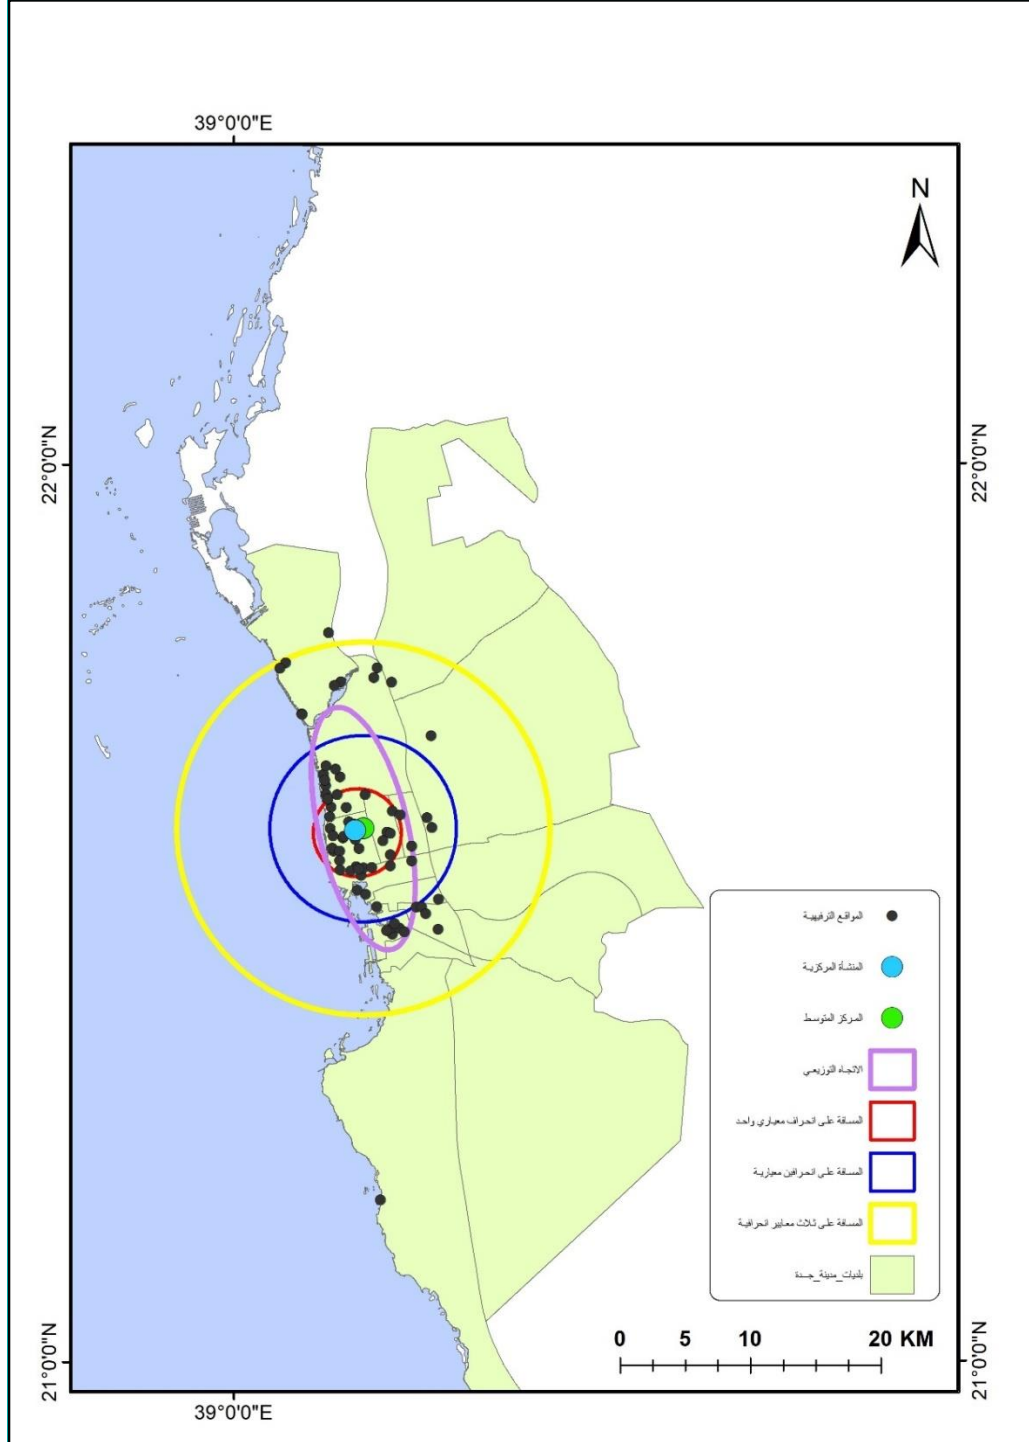 39°0'0"E
N
22°0'0"N
22°0'0"N
المواقع الترفيهية
المنشأة المركزية
المركز المتوسط
الاتجاه التوزيعي
المسافة على انحراف معياري واحد
المسافة على انحرافين معيارية
المسافة على ثلاث معايير انحرافية
بلديات_مدينة_جدة
0 5 10 20 KM
21°0'0"N
21°0'0"N
39°0'0"E